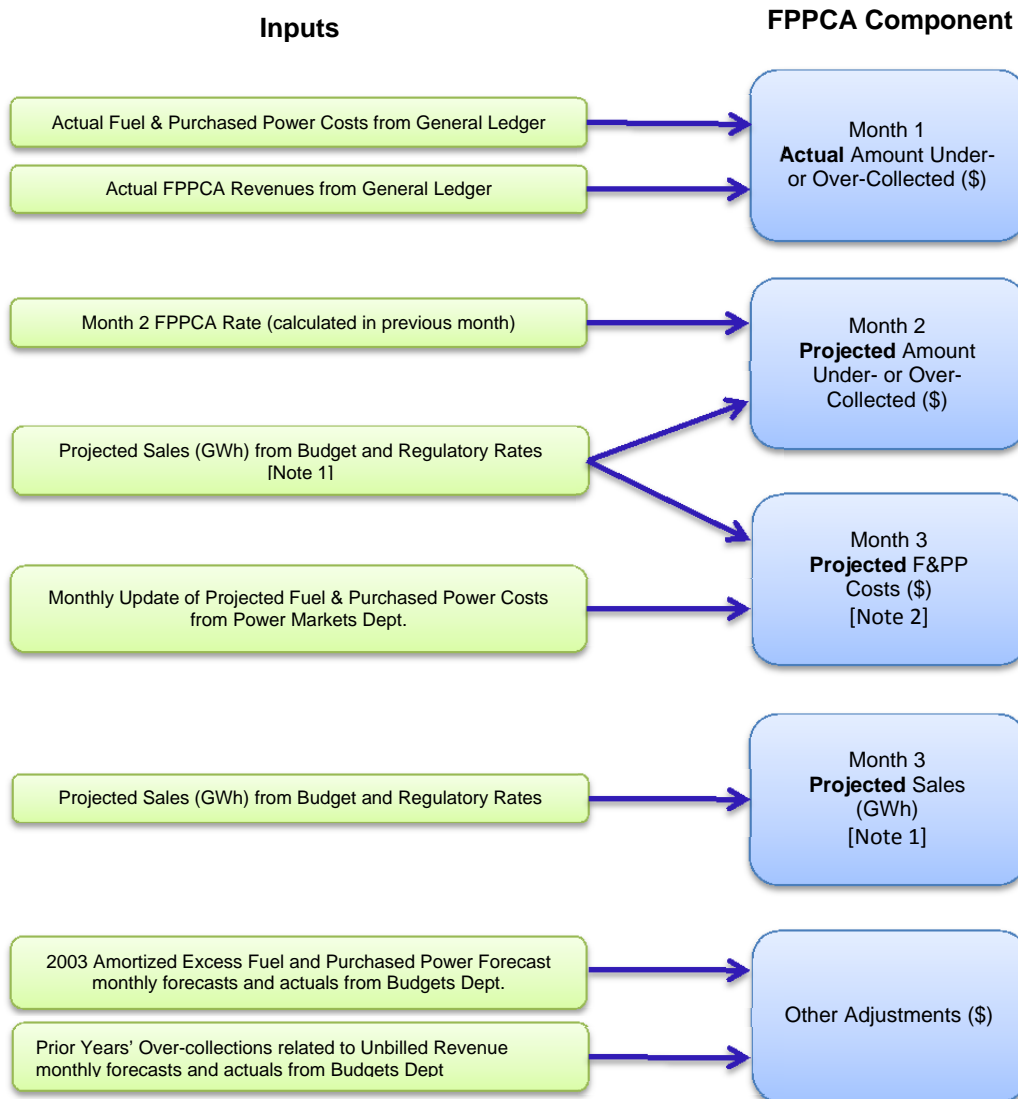 Inputs
FPPCA Component
Actual Fuel & Purchased Power Costs from General Ledger
Actual FPPCA Revenues from General Ledger
Month 1
Actual Amount Under-
or Over-Collected ($)
Month 2 FPPCA Rate (calculated in previous month)
Month 2
Projected Amount
Under- or Over-
Collected ($)
Projected Sales (GWh) from Budget and Regulatory Rates
[Note 1]
Monthly Update of Projected Fuel & Purchased Power Costs
from Power Markets Dept.
Month 3
Projected F&PP
Costs ($)
[Note 2]
Projected Sales (GWh) from Budget and Regulatory Rates
Month 3
Projected Sales
(GWh)
[Note 1]
2003 Amortized Excess Fuel and Purchased Power Forecast
monthly forecasts and actuals from Budgets Dept.
Prior Years’ Over-collections related to Unbilled Revenue
monthly forecasts and actuals from Budgets Dept
Other Adjustments ($)